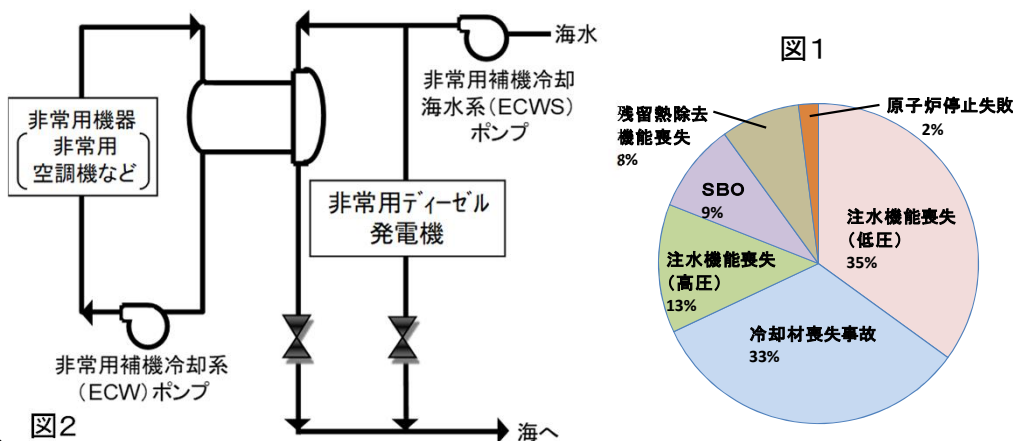 海水
非常用補機冷却
海水系(ECWS)
ポンプ
非常用機器
非常用
空調機など
非常用ディーゼル
発電機
非常用補機冷却系
(ECW)ポンプ
海へ
図2
図1
残留熱除去
機能喪失
8%
原子炉停止失敗
2%
SBO
9%
注水機能喪失
(低圧)
35%
注水機能喪失
(高圧)
13%
冷却材喪失事故
33%